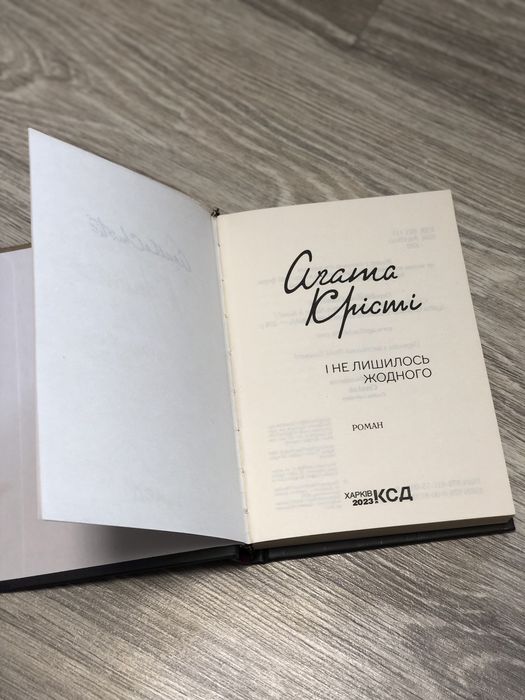 Агата
Крісті
І НЕ ЛИШИЛОСЬ
ЖОДНОГО
РОМАН
ХАРКІВ
2023
КСД